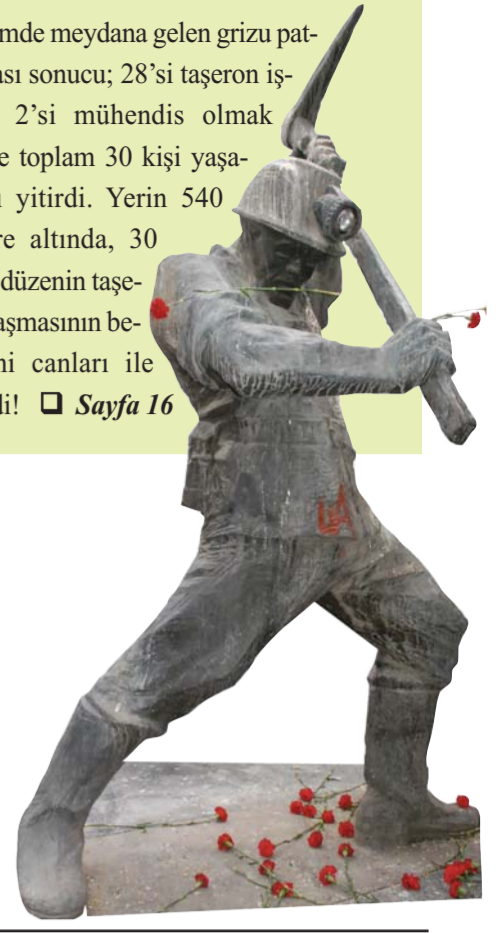 mde meydana gelen grizu pat-
ası sonucu; 28'si taşeron iş-
2'si mühendis olmak
e toplam 30 kişi yaşa-
ı yitirdi. Yerin 540
re altında, 30
düzenin taşe-
aşmasının be-
ni canları ile
di! ❑ Sayfa 16